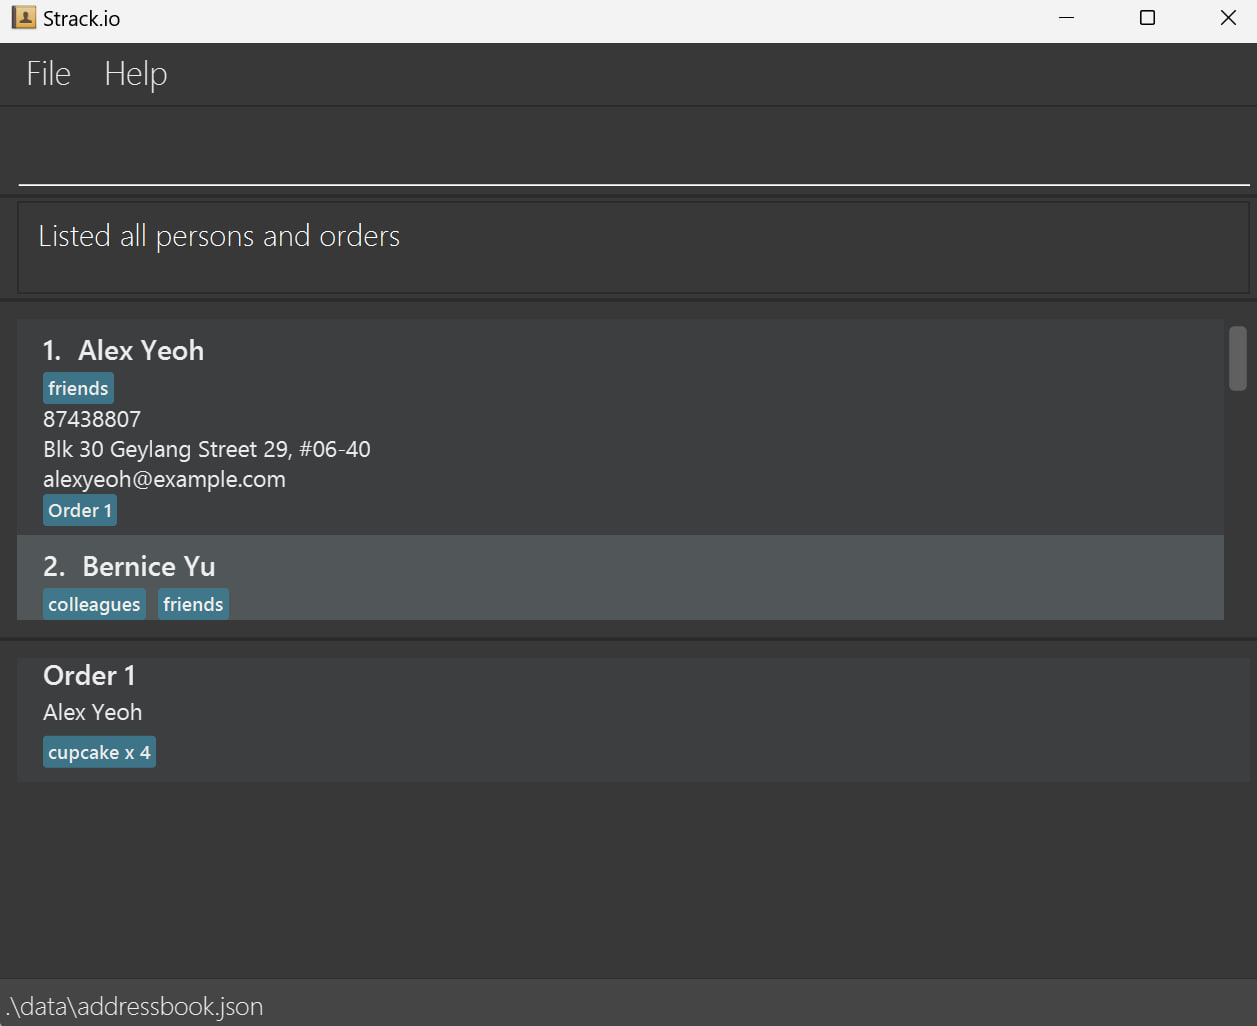 Strack.io
File Help
Listed all persons and orders
1. Alex Yeoh
friends
87438807
Blk 30 Geylang Street 29, #06-40
alexyeoh@example.com
Order 1
2. Bernice Yu
colleagues friends
Order 1
Alex Yeoh
cupcake x 4
.\data\addressbook.json